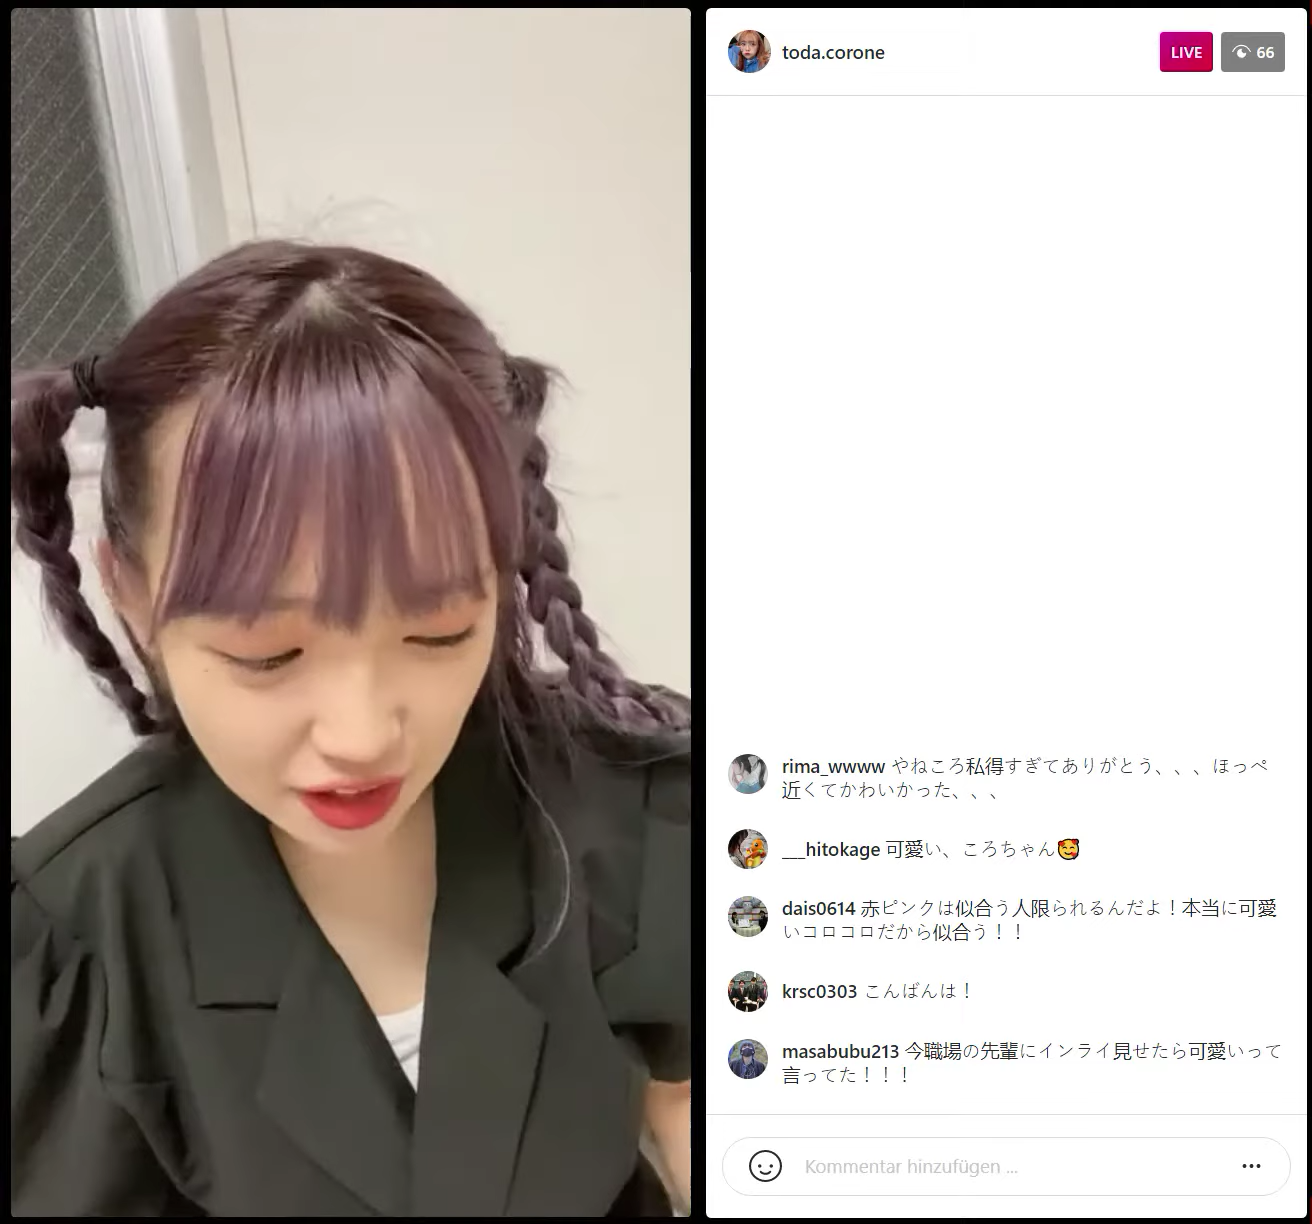 toda.corone
LIVE
66
rima_wwww やねころ私得すぎてありがとう、、、ほっぺ
近くてかわいかった、、、
___hitokage 可愛い、ころちゃん🥰
dais0614 赤ピンクは似合う人限られるんだよ！本当に可愛
いコロコロだから似合う！！
krsc0303 こんばんは！
masabubu213 今職場の先輩にインライ見せたら可愛いって
言ってた！！！
Kommentar hinzufügen ...